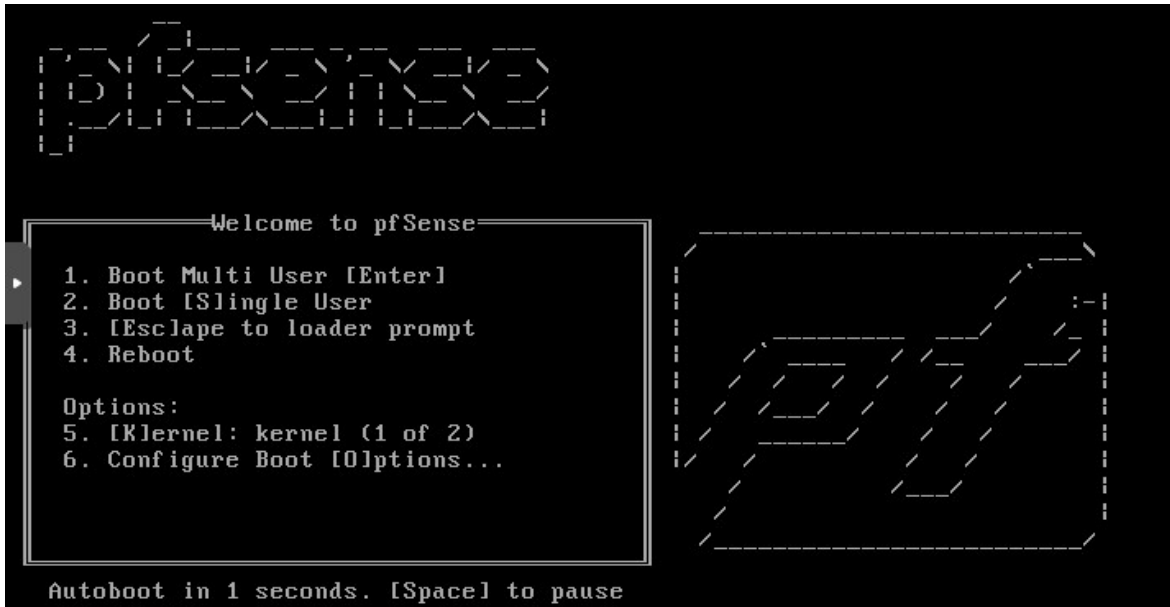 pfsense
Welcome to pfSense
1. Boot Multi User [Enter]
2. Boot [S]ingle User
3. [Esc]ape to loader prompt
4. Reboot
Options:
5. [K]ernel: kernel (1 of 2)
6. Configure Boot [O]ptions...
pf
Autoboot in 1 seconds. [Space] to pause